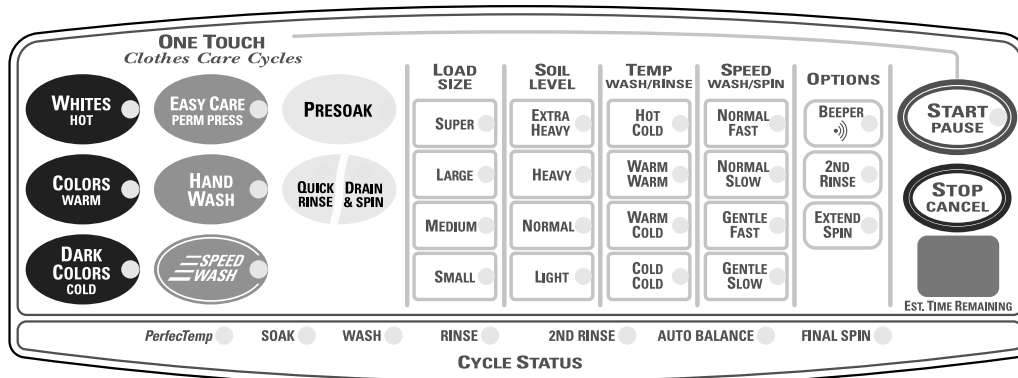 ONE TOUCH
Clothes Care Cycles
WHITES
HOT
COLORS
WARM
DARK
COLORS
COLD
EASY CARE
PERM PRESS
HAND
WASH
SPEED
WASH
PRESOAK
QUICK
RINSE
DRAIN
& SPIN
LOAD
SIZE
SUPER
LARGE
MEDIUM
SMALL
SOIL
LEVEL
EXTRA
HEAVY
HEAVY
NORMAL
LIGHT
TEMP
WASH/RINSE
HOT
COLD
WARM
WARM
WARM
COLD
COLD
COLD
SPEED
WASH/SPIN
NORMAL
FAST
NORMAL
SLOW
GENTLE
FAST
GENTLE
SLOW
OPTIONS
BEEPER
2ND
RINSE
EXTEND
SPIN
START
PAUSE
STOP
CANCEL
EST. TIME REMAINING
PerfecTemp SOAK WASH RINSE 2ND RINSE AUTO BALANCE FINAL SPIN
CYCLE STATUS